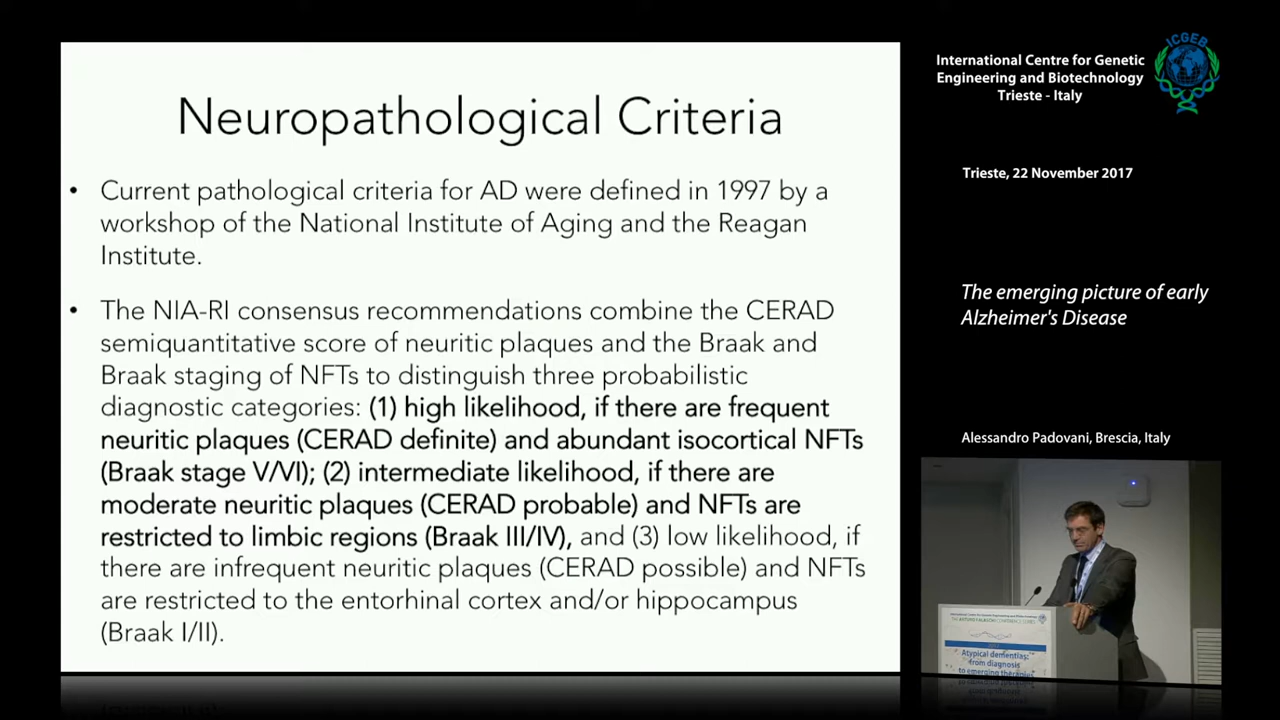 Neuropathological Criteria
• Current pathological criteria for AD were defined in 1997 by a
workshop of the National Institute of Aging and the Reagan
Institute.
• The NIA-RI consensus recommendations combine the CERAD
semiquantitative score of neuritic plaques and the Braak and
Braak staging of NFTs to distinguish three probabilistic
diagnostic categories: (1) high likelihood, if there are frequent
neuritic plaques (CERAD definite) and abundant isocortical NFTs
(Braak stage V/VI); (2) intermediate likelihood, if there are
moderate neuritic plaques (CERAD probable) and NFTs are
restricted to limbic regions (Braak III/IV), and (3) low likelihood, if
there are infrequent neuritic plaques (CERAD possible) and NFTs
are restricted to the entorhinal cortex and/or hippocampus
(Braak I/II).
International Centre for Genetic
Engineering and Biotechnology
Trieste - Italy
ICGEB
Trieste, 22 November 2017
The emerging picture of early
Alzheimer's Disease
Alessandro Padovani, Brescia, Italy
Atypical dementias:
from diagnosis
to emerging therapies